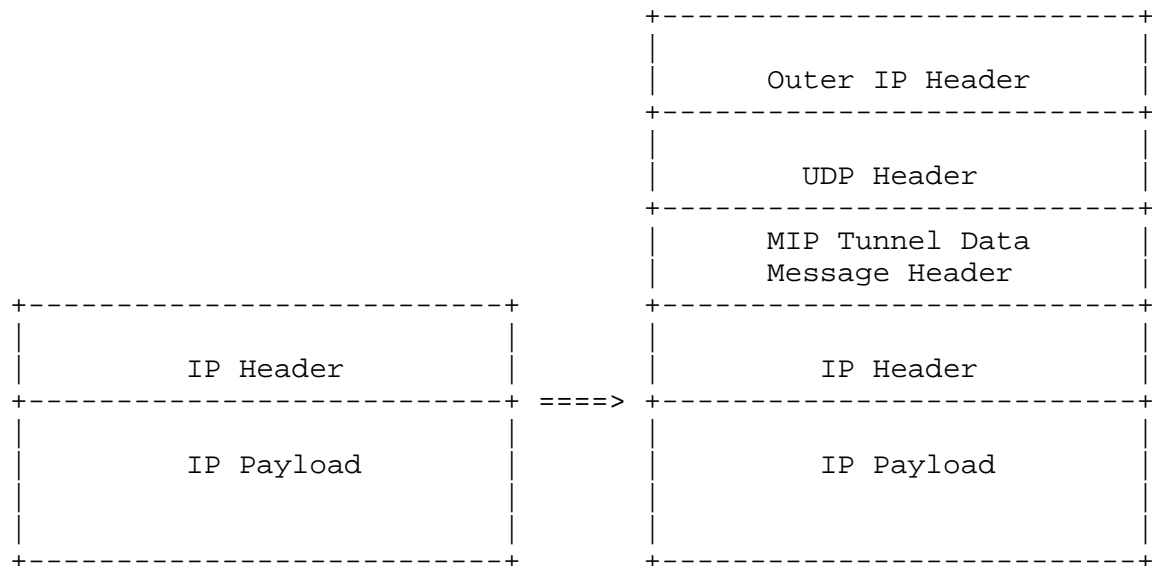 +---------------------------+
                                    |                           |
                                    |      Outer IP Header      |
                                    +---------------------------+
                                    |                           |
                                    |        UDP Header         |
                                    +---------------------------+
                                    |      MIP Tunnel Data      |
                                    |      Message Header       |
+---------------------------+       +---------------------------+
|                           |       |                           |
|         IP Header         |       |         IP Header         |
+---------------------------+ ====> +---------------------------+
|                           |       |                           |
|         IP Payload        |       |         IP Payload        |
|                           |       |                           |
|                           |       |                           |
+---------------------------+       +---------------------------+